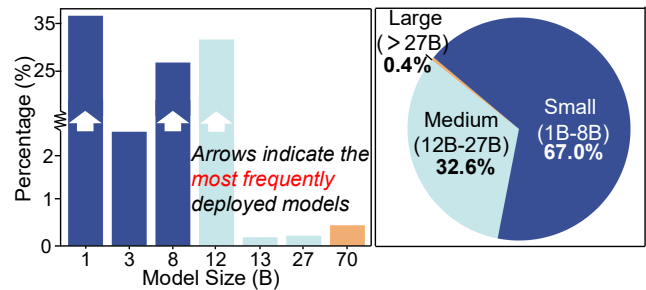 Percentage (%)
35
25
2
1
0
1 3 8 12 13 27 70
Model Size (B)
Arrows indicate the
most frequently
deployed models
Large
(>27B)
0.4%
Medium
(12B-27B)
32.6%
Small
(1B-8B)
67.0%